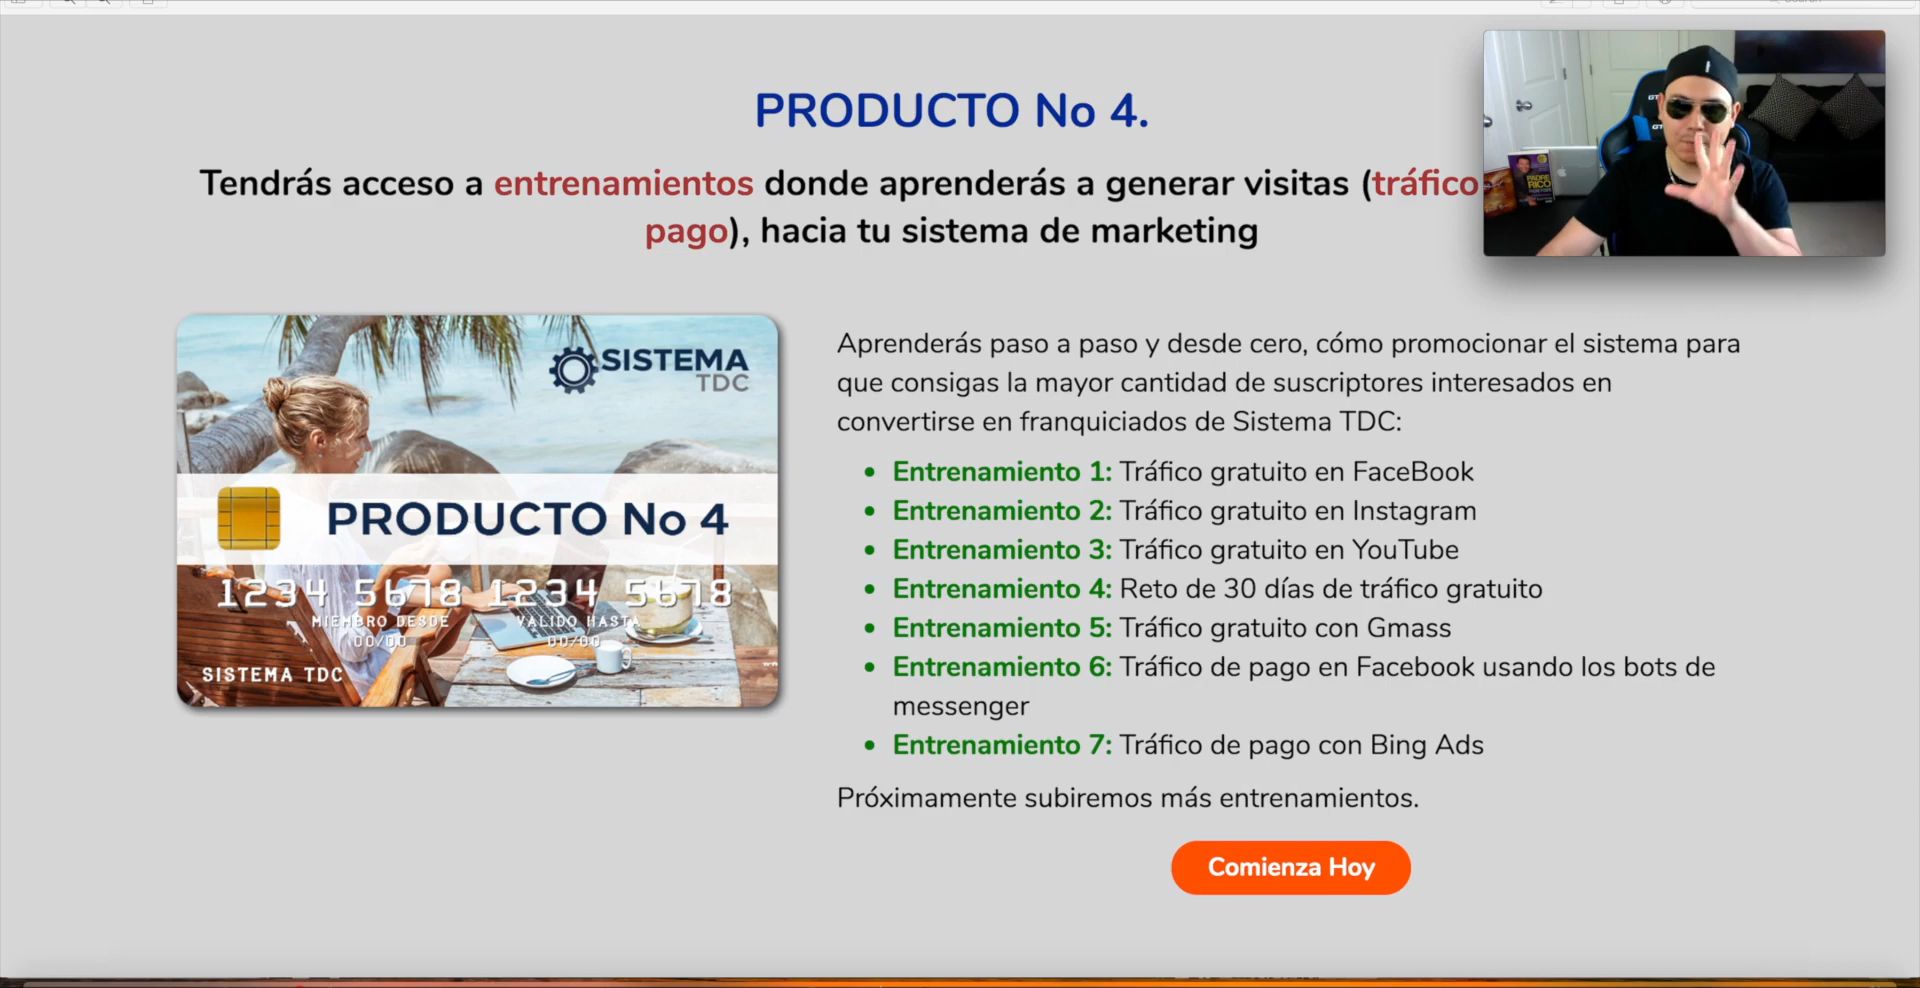 PRODUCTO No 4.
Tendrás acceso a entrenamientos donde aprenderás a generar visitas (tráfico
pago), hacia tu sistema de marketing
GT
GT
PADRE
RICO
SISTEMA
TDC
PRODUCTO No 4
1234 5678 1234 5678
MIEMBRO DESDE
VALIDO HASTA
00/00
00/00
SISTEMA TDC
Aprenderás paso a paso y desde cero, cómo promocionar el sistema para
que consigas la mayor cantidad de suscriptores interesados en
convertirse en franquiciados de Sistema TDC:
Entrenamiento 1: Tráfico gratuito en FaceBook
Entrenamiento 2: Tráfico gratuito en Instagram
Entrenamiento 3: Tráfico gratuito en YouTube
Entrenamiento 4: Reto de 30 días de tráfico gratuito
Entrenamiento 5: Tráfico gratuito con Gmass
Entrenamiento 6: Tráfico de pago en Facebook usando los bots de
messenger
Entrenamiento 7: Tráfico de pago con Bing Ads
Próximamente subiremos más entrenamientos.
Comienza Hoy